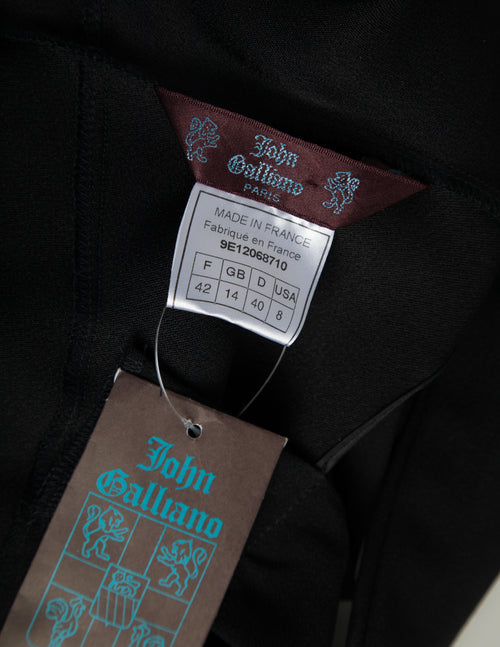 John
Galliano
PARIS
MADE IN FRANCE
Fabriqué en France
9E12068710
F GB D USA
42 14 40 8
John
Galliano